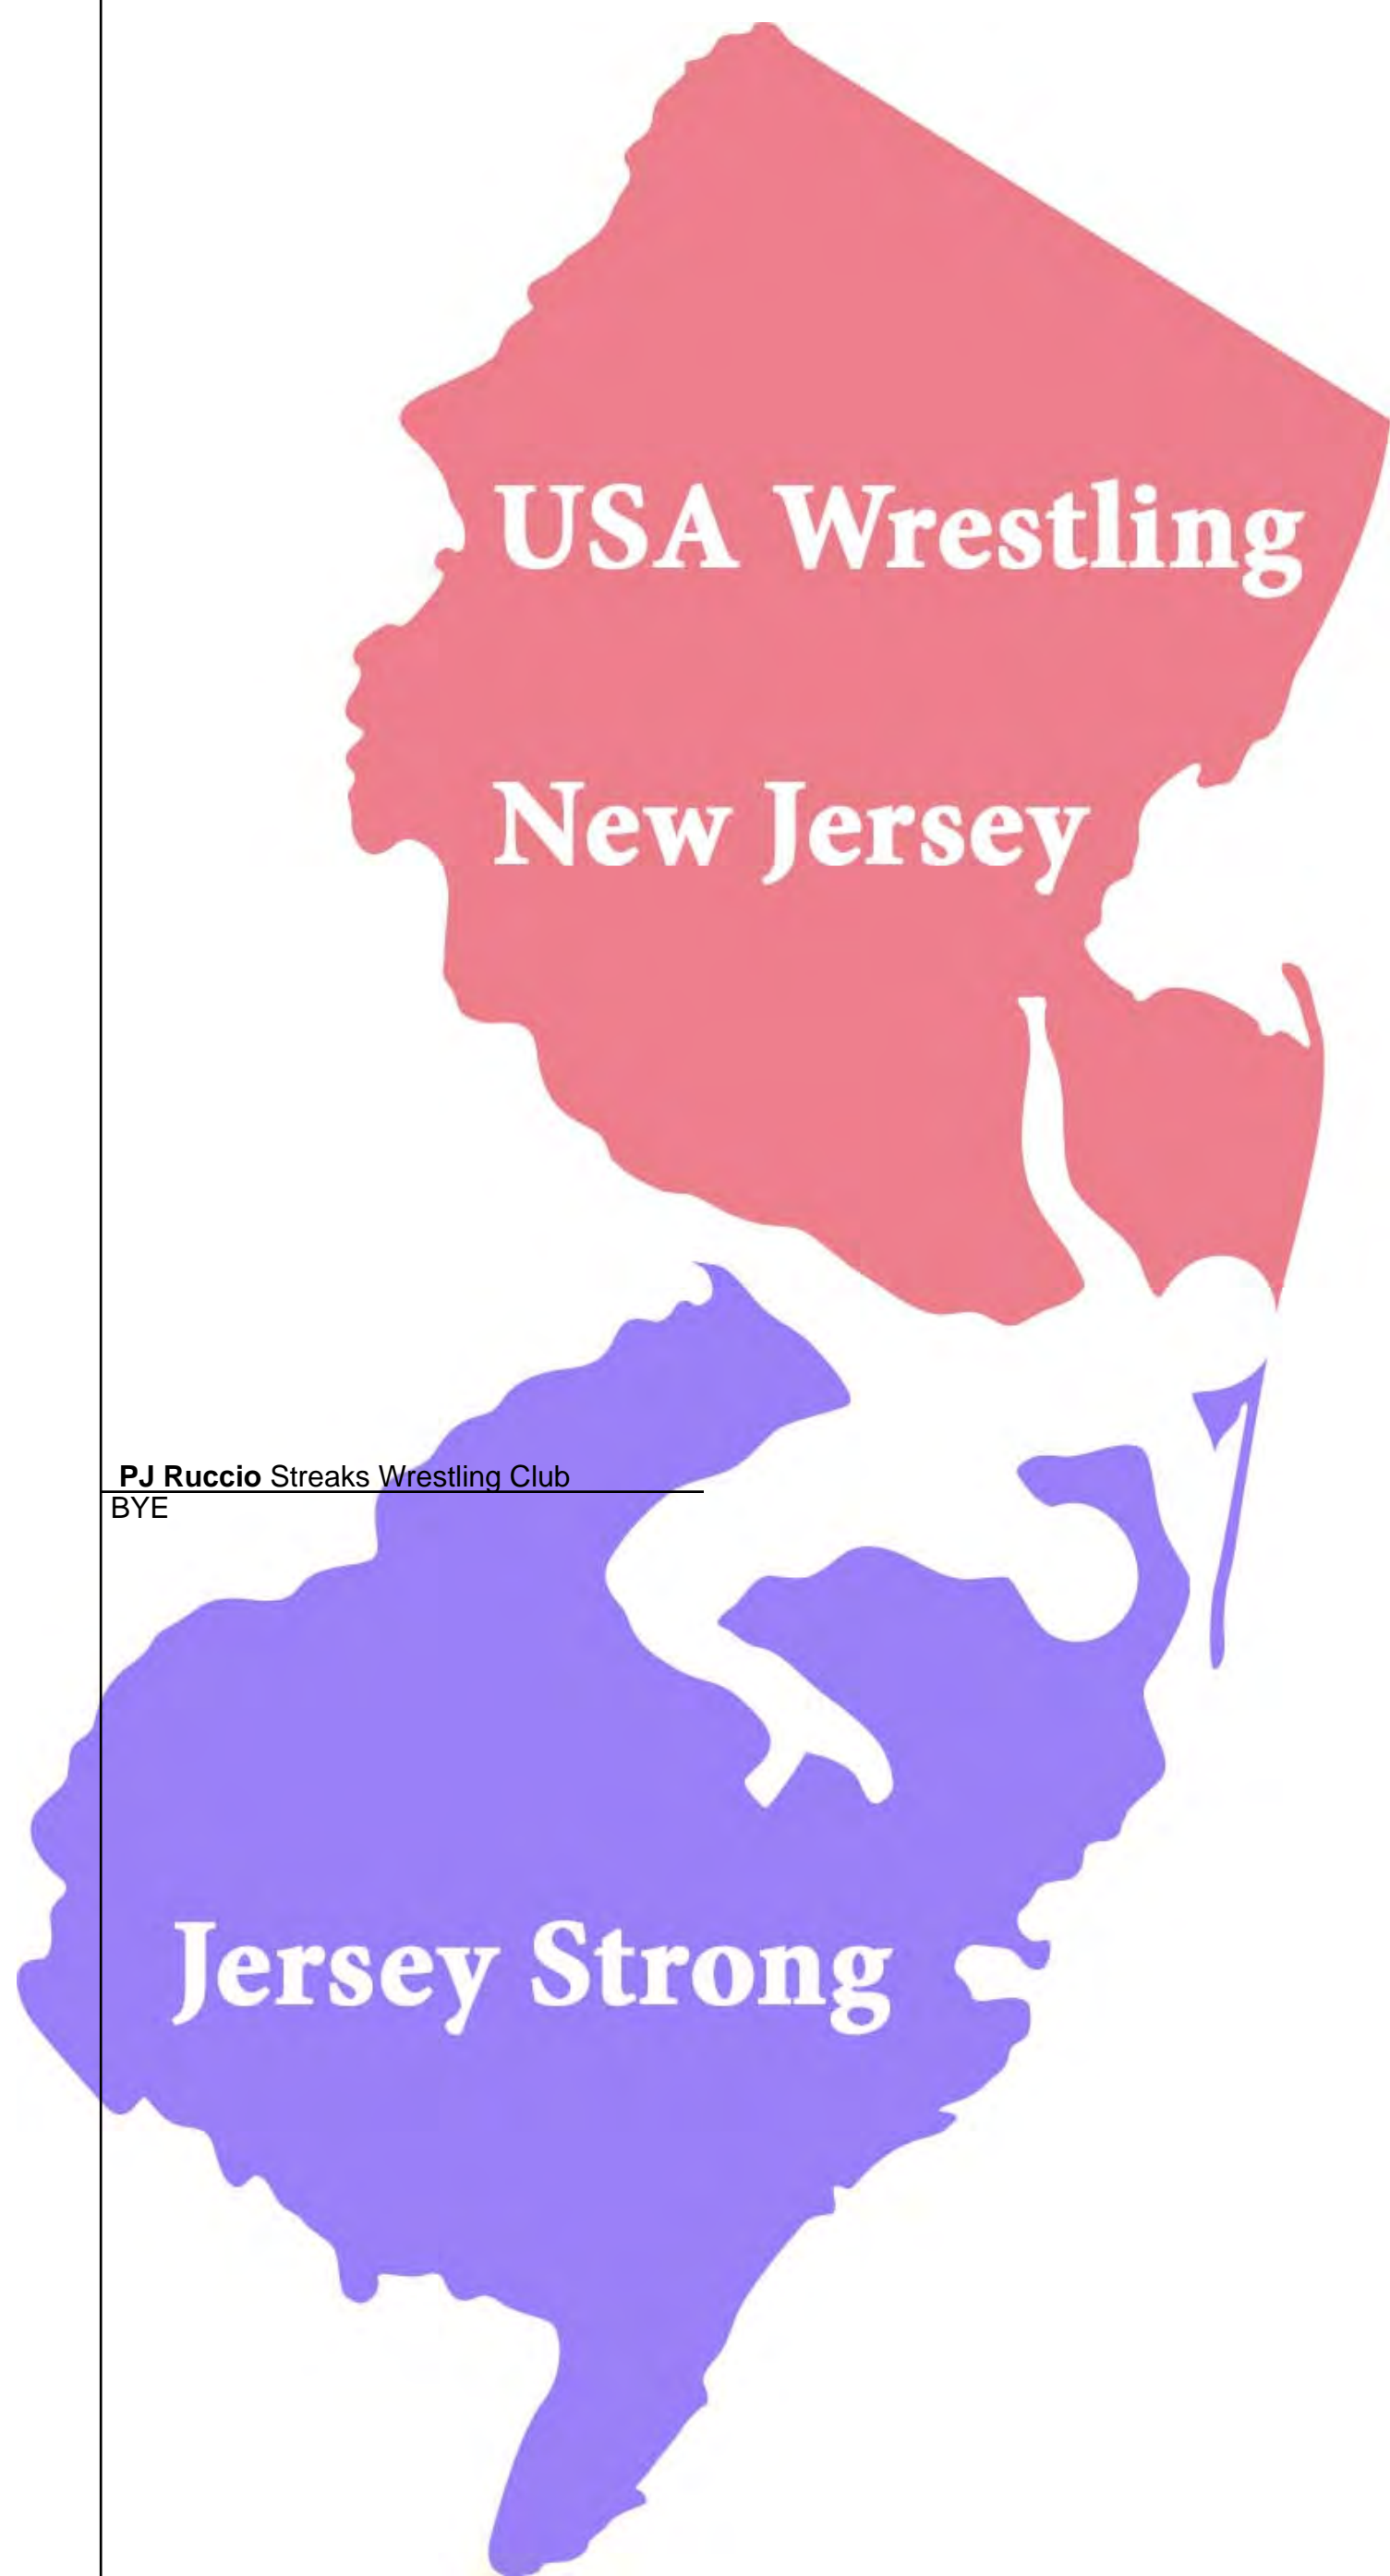 USA Wrestling
New Jersey
PJ Ruccio Streaks Wrestling Club
BYE
Jersey Strong